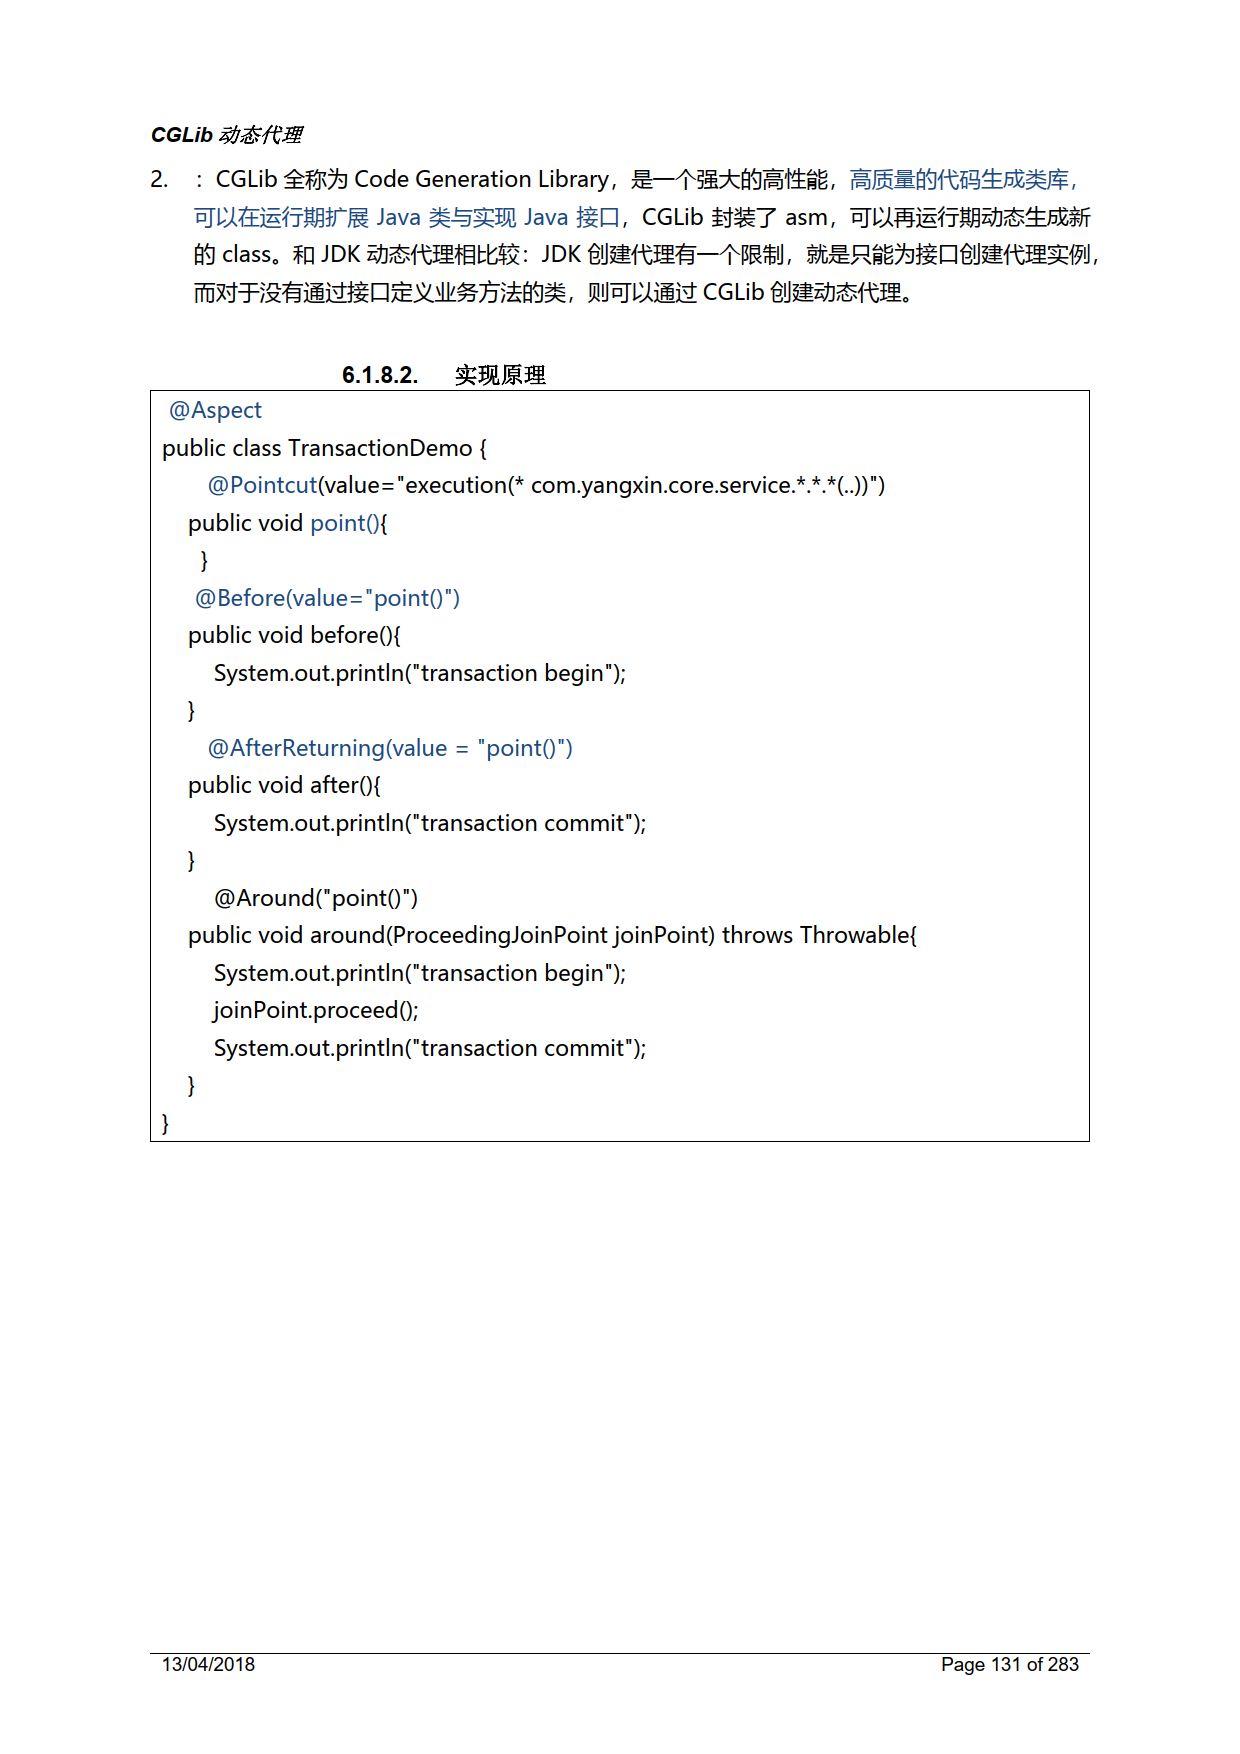 CGLib 动态代理
2. ：CGLib 全称为 Code Generation Library，是一个强大的高性能，高质量的代码生成类库，
可以在运行期扩展 Java 类与实现 Java 接口，CGLib 封装了 asm，可以再运行期动态生成新
的 class。和 JDK 动态代理相比较：JDK 创建代理有一个限制，就是只能为接口创建代理实例，
而对于没有通过接口定义业务方法的类，则可以通过 CGLib 创建动态代理。
6.1.8.2. 实现原理
@Aspect
public class TransactionDemo {
@Pointcut(value="execution(* com.yangxin.core.service.*.*.*(..))")
public void point(){
}
@Before(value="point()")
public void before(){
System.out.println("transaction begin");
}
@AfterReturning(value = "point()")
public void after(){
System.out.println("transaction commit");
}
@Around("point()")
public void around(ProceedingJoinPoint joinPoint) throws Throwable{
System.out.println("transaction begin");
joinPoint.proceed();
System.out.println("transaction commit");
}
}
13/04/2018 Page 131 of 283